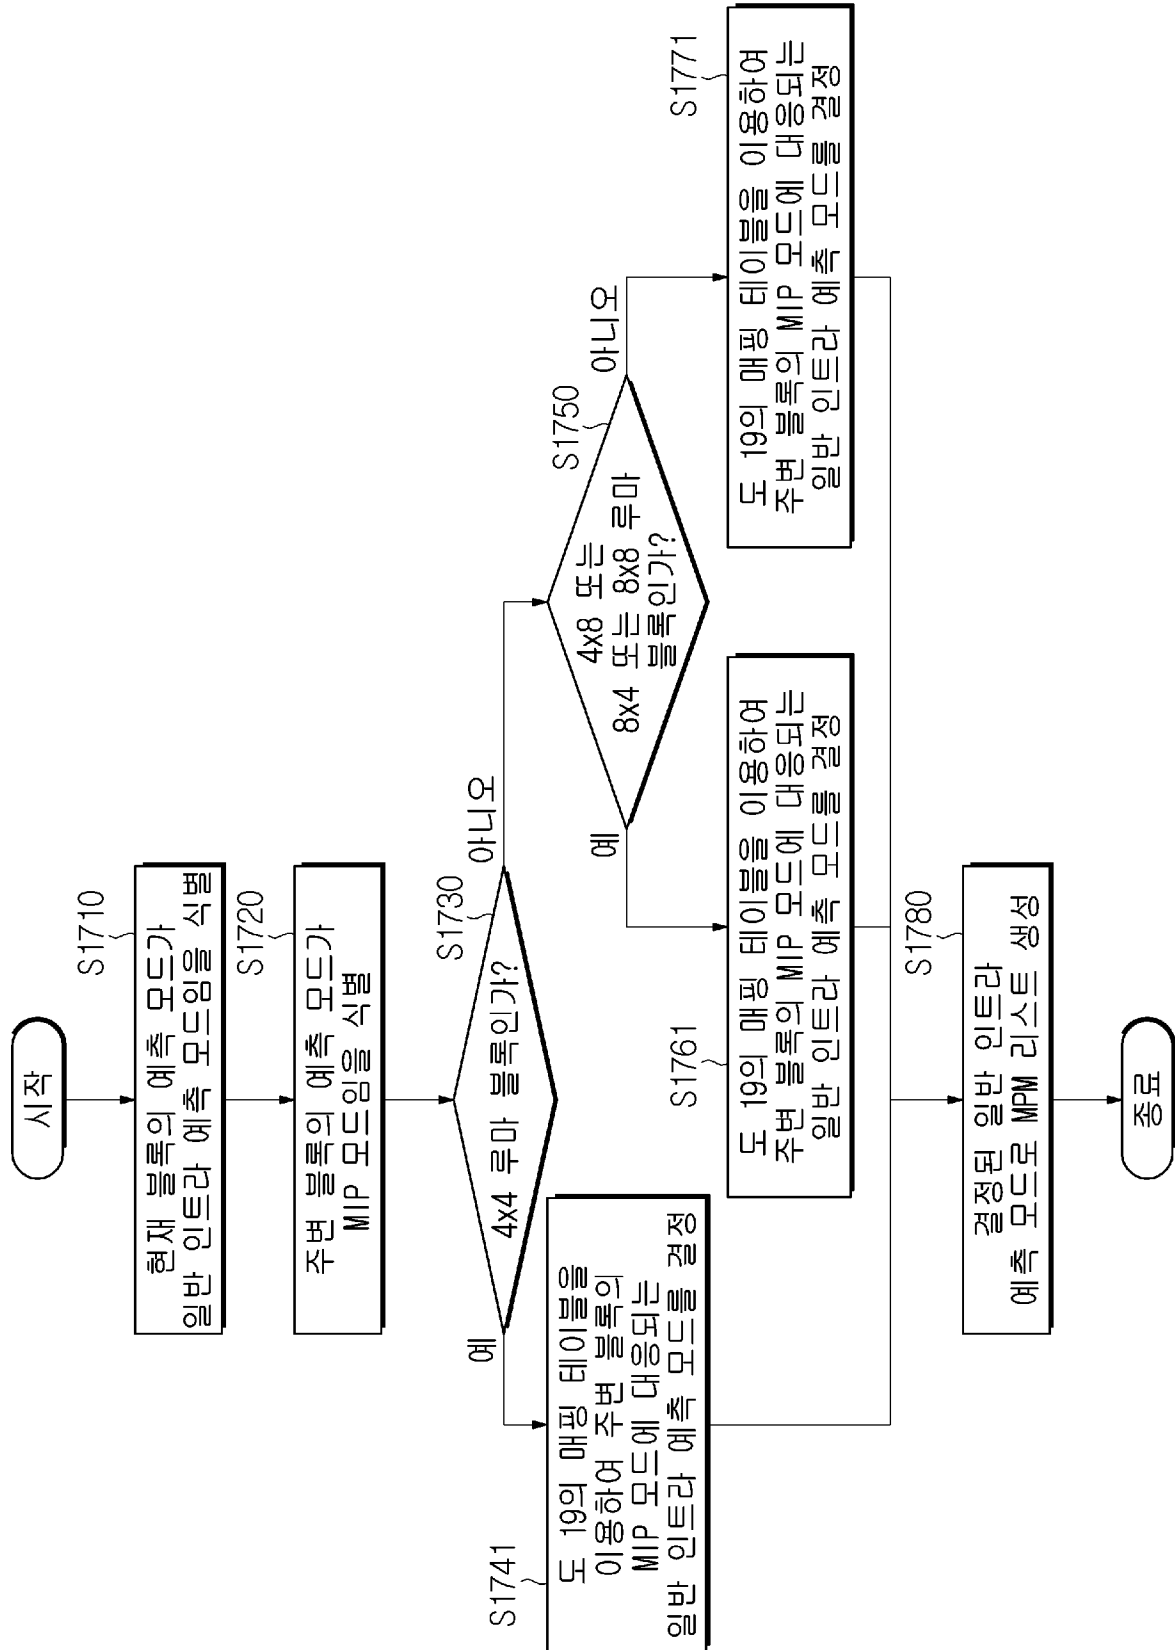 시작
S1710
현재 블록의 예측 모드가
일반 인트라 예측 모드임을 식별
S1720
주변 블록의 예측 모드가
MIP 모드임을 식별
S1730
4x4 루마 블록인가?
예
아니오
S1741
도 19의 매핑 테이블을
이용하여 주변 블록의
MIP 모드에 대응되는
일반 인트라 예측 모드를 결정
S1750
4x8 또는
8x4 또는 8x8 루마
블록인가?
예
아니오
S1761
도 19의 매핑 테이블을 이용하여
주변 블록의 MIP 모드에 대응되는
일반 인트라 예측 모드를 결정
S1771
도 19의 매핑 테이블을 이용하여
주변 블록의 MIP 모드에 대응되는
일반 인트라 예측 모드를 결정
S1780
결정된 일반 인트라
예측 모드로 MPM 리스트 생성
종료